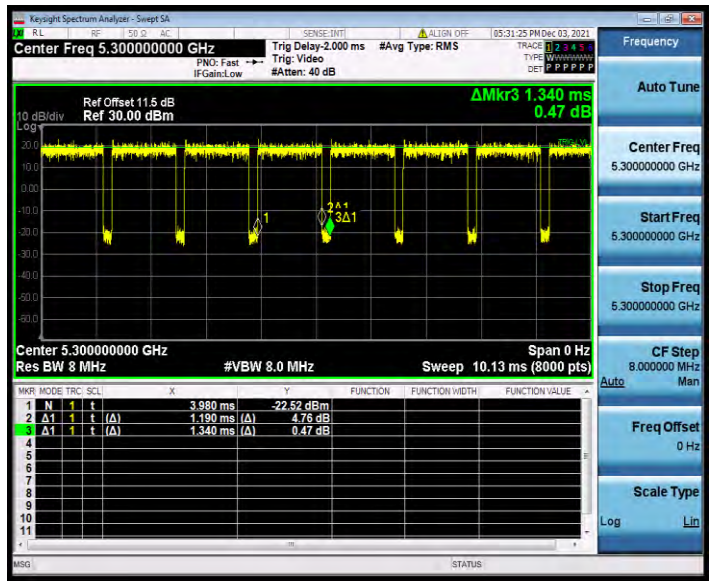 Keysight Spectrum Analyzer - Swept SA
RL RF 50 Ω AC SENSE:INT ALIGN OFF 05:31:25 PM Dec 03, 2021
Center Freq 5.300000000 GHz
PNO: Fast
IFGain:Low
Trig Delay-2.000 ms
Trig: Video
#Atten: 40 dB
#Avg Type: RMS
TRACE 1 2 3 4 5 6
TYPE WWWWWW
DET P P P P P P
ΔMkr3 1.340 ms
0.47 dB
Ref Offset 11.5 dB
10 dB/div Ref 30.00 dBm
Log
20.0
10.0
0.00
-10.0
-20.0
-30.0
-40.0
-50.0
-60.0
1
2Δ1
3Δ1
Center 5.300000000 GHz Span 0 Hz
Res BW 8 MHz #VBW 8.0 MHz Sweep 10.13 ms (8000 pts)
MKR MODE TRC SCL X Y FUNCTION FUNCTION WIDTH FUNCTION VALUE
1 N 1 t 3.980 ms -22.52 dBm
2 Δ1 1 t (Δ) 1.190 ms (Δ) 4.76 dB
3 Δ1 1 t (Δ) 1.340 ms (Δ) 0.47 dB
4
5
6
7
8
9
10
11
MSG STATUS
Frequency
Auto Tune
Center Freq
5.300000000 GHz
Start Freq
5.300000000 GHz
Stop Freq
5.300000000 GHz
CF Step
8.000000 MHz
Auto Man
Freq Offset
0 Hz
Scale Type
Log Lin